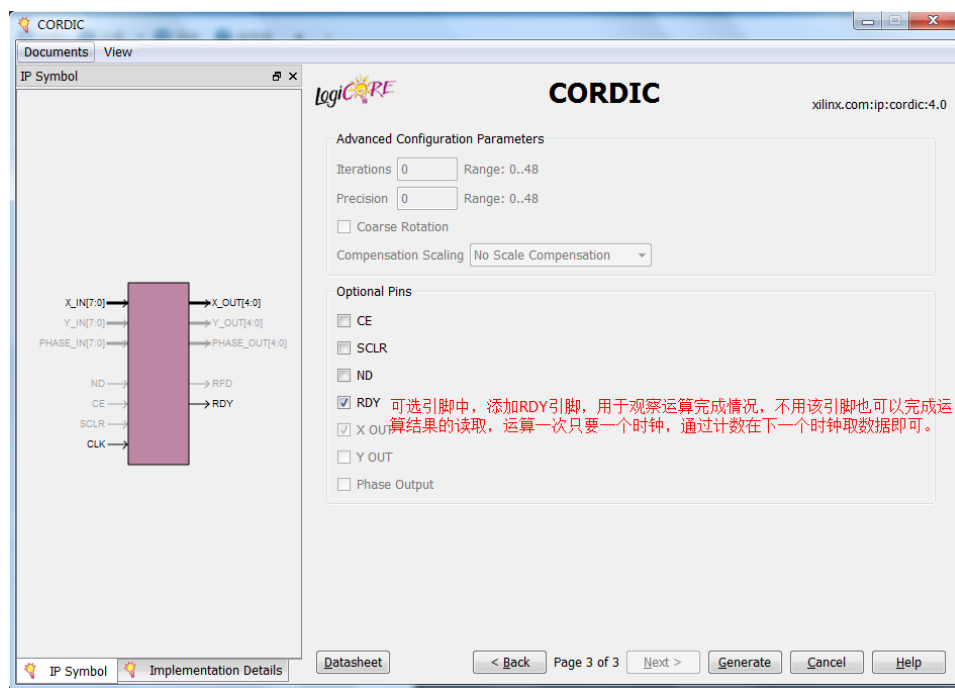 CORDIC
Documents View
IP Symbol
LogiCORE
CORDIC
xilinx.com:ip:cordic:4.0
Advanced Configuration Parameters
Iterations 0 Range: 0..48
Precision 0 Range: 0..48
Coarse Rotation
Compensation Scaling No Scale Compensation
Optional Pins
CE
SCLR
ND
RDY 可选引脚中，添加RDY引脚，用于观察运算完成情况，不用该引脚也可以完成运
X OUT 算结果的读取，运算一次只要一个时钟，通过计数在下一个时钟取数据即可。
Y OUT
Phase Output
X_IN[7:0] X_OUT[4:0]
Y_IN[7:0] Y_OUT[4:0]
PHASE_IN[7:0] PHASE_OUT[4:0]
ND RFD
CE RDY
SCLR
CLK
IP Symbol Implementation Details
Datasheet < Back Page 3 of 3 Next > Generate Cancel Help